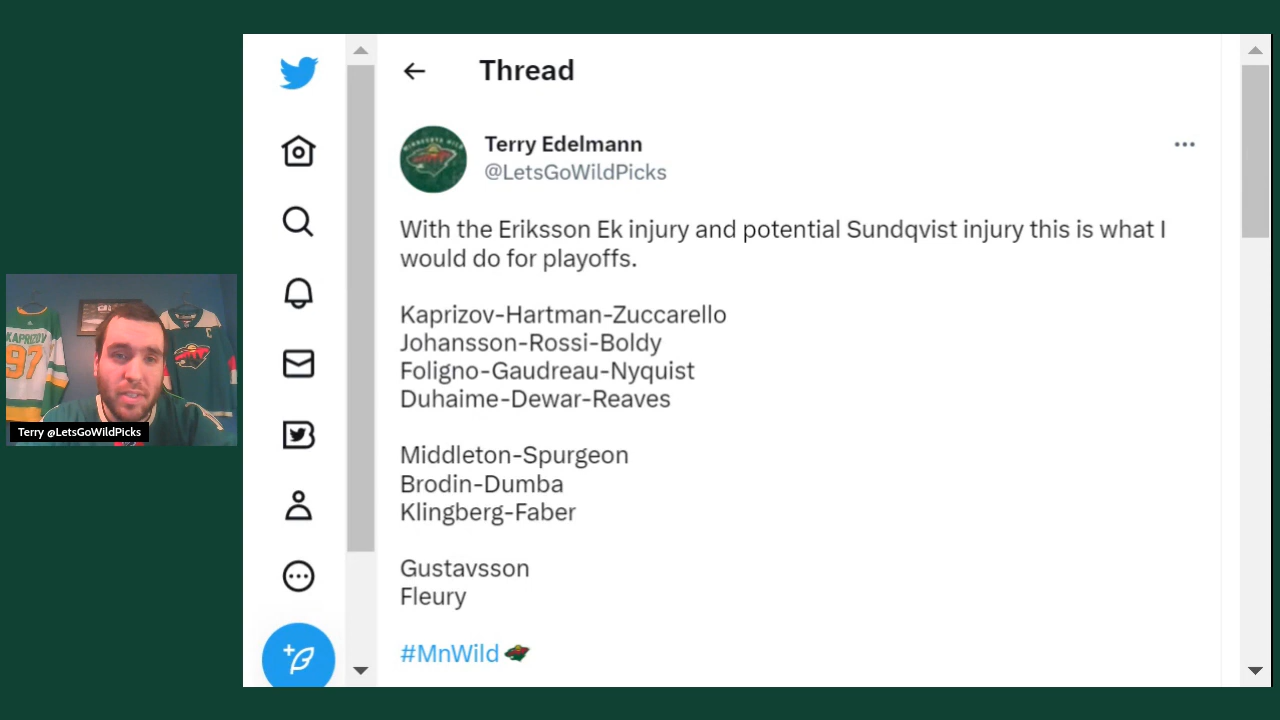 Thread
Terry Edelmann
@LetsGoWildPicks
With the Eriksson Ek injury and potential Sundqvist injury this is what I
would do for playoffs.
Kaprizov-Hartman-Zuccarello
Johansson-Rossi-Boldy
Foligno-Gaudreau-Nyquist
Duhaime-Dewar-Reaves
Middleton-Spurgeon
Brodin-Dumba
Klingberg-Faber
Gustavsson
Fleury
#MnWild
KAPRIZOV
97
C
Terry @LetsGoWildPicks